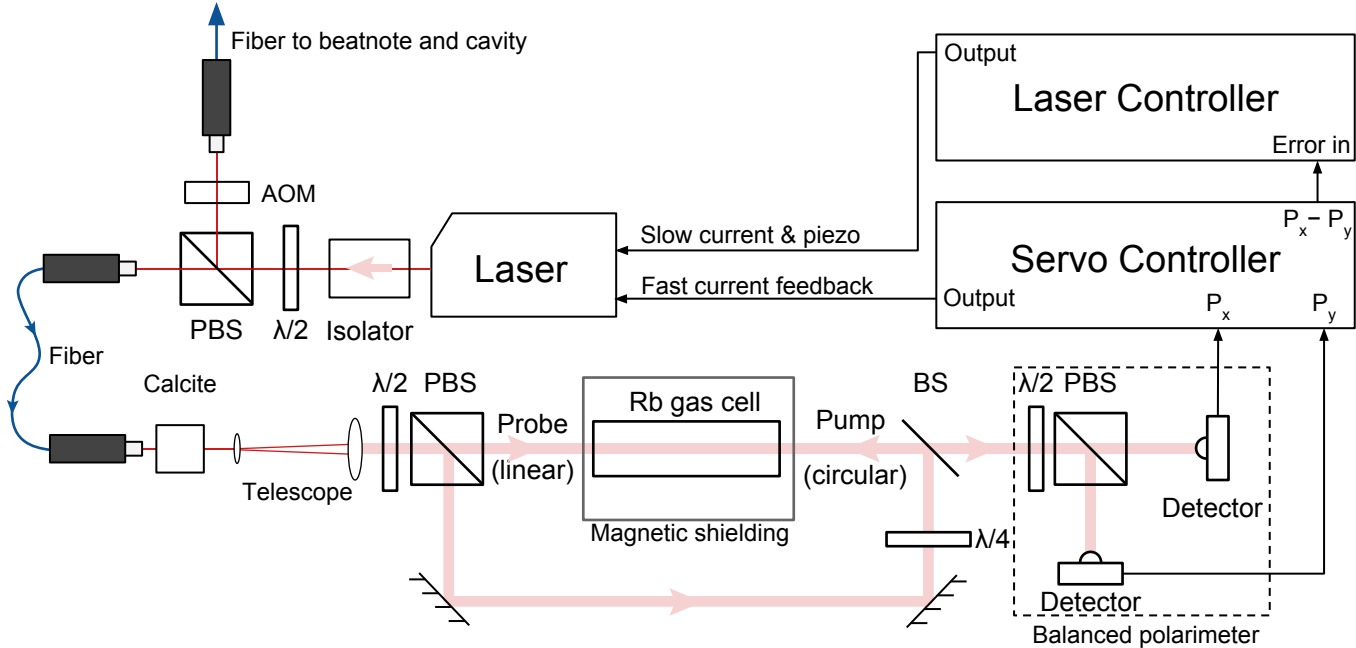 Fiber to beatnote and cavity
Output
Laser Controller
Error in
AOM
Slow current & piezo
Pₓ− Pᵧ
Laser
Servo Controller
Fast current feedback
Output
Pₓ
Pᵧ
PBS
λ/2
Isolator
Fiber
Calcite
λ/2
PBS
BS
λ/2
PBS
Rb gas cell
Probe
(linear)
Pump
(circular)
Telescope
Magnetic shielding
Detector
λ/4
Detector
Balanced polarimeter